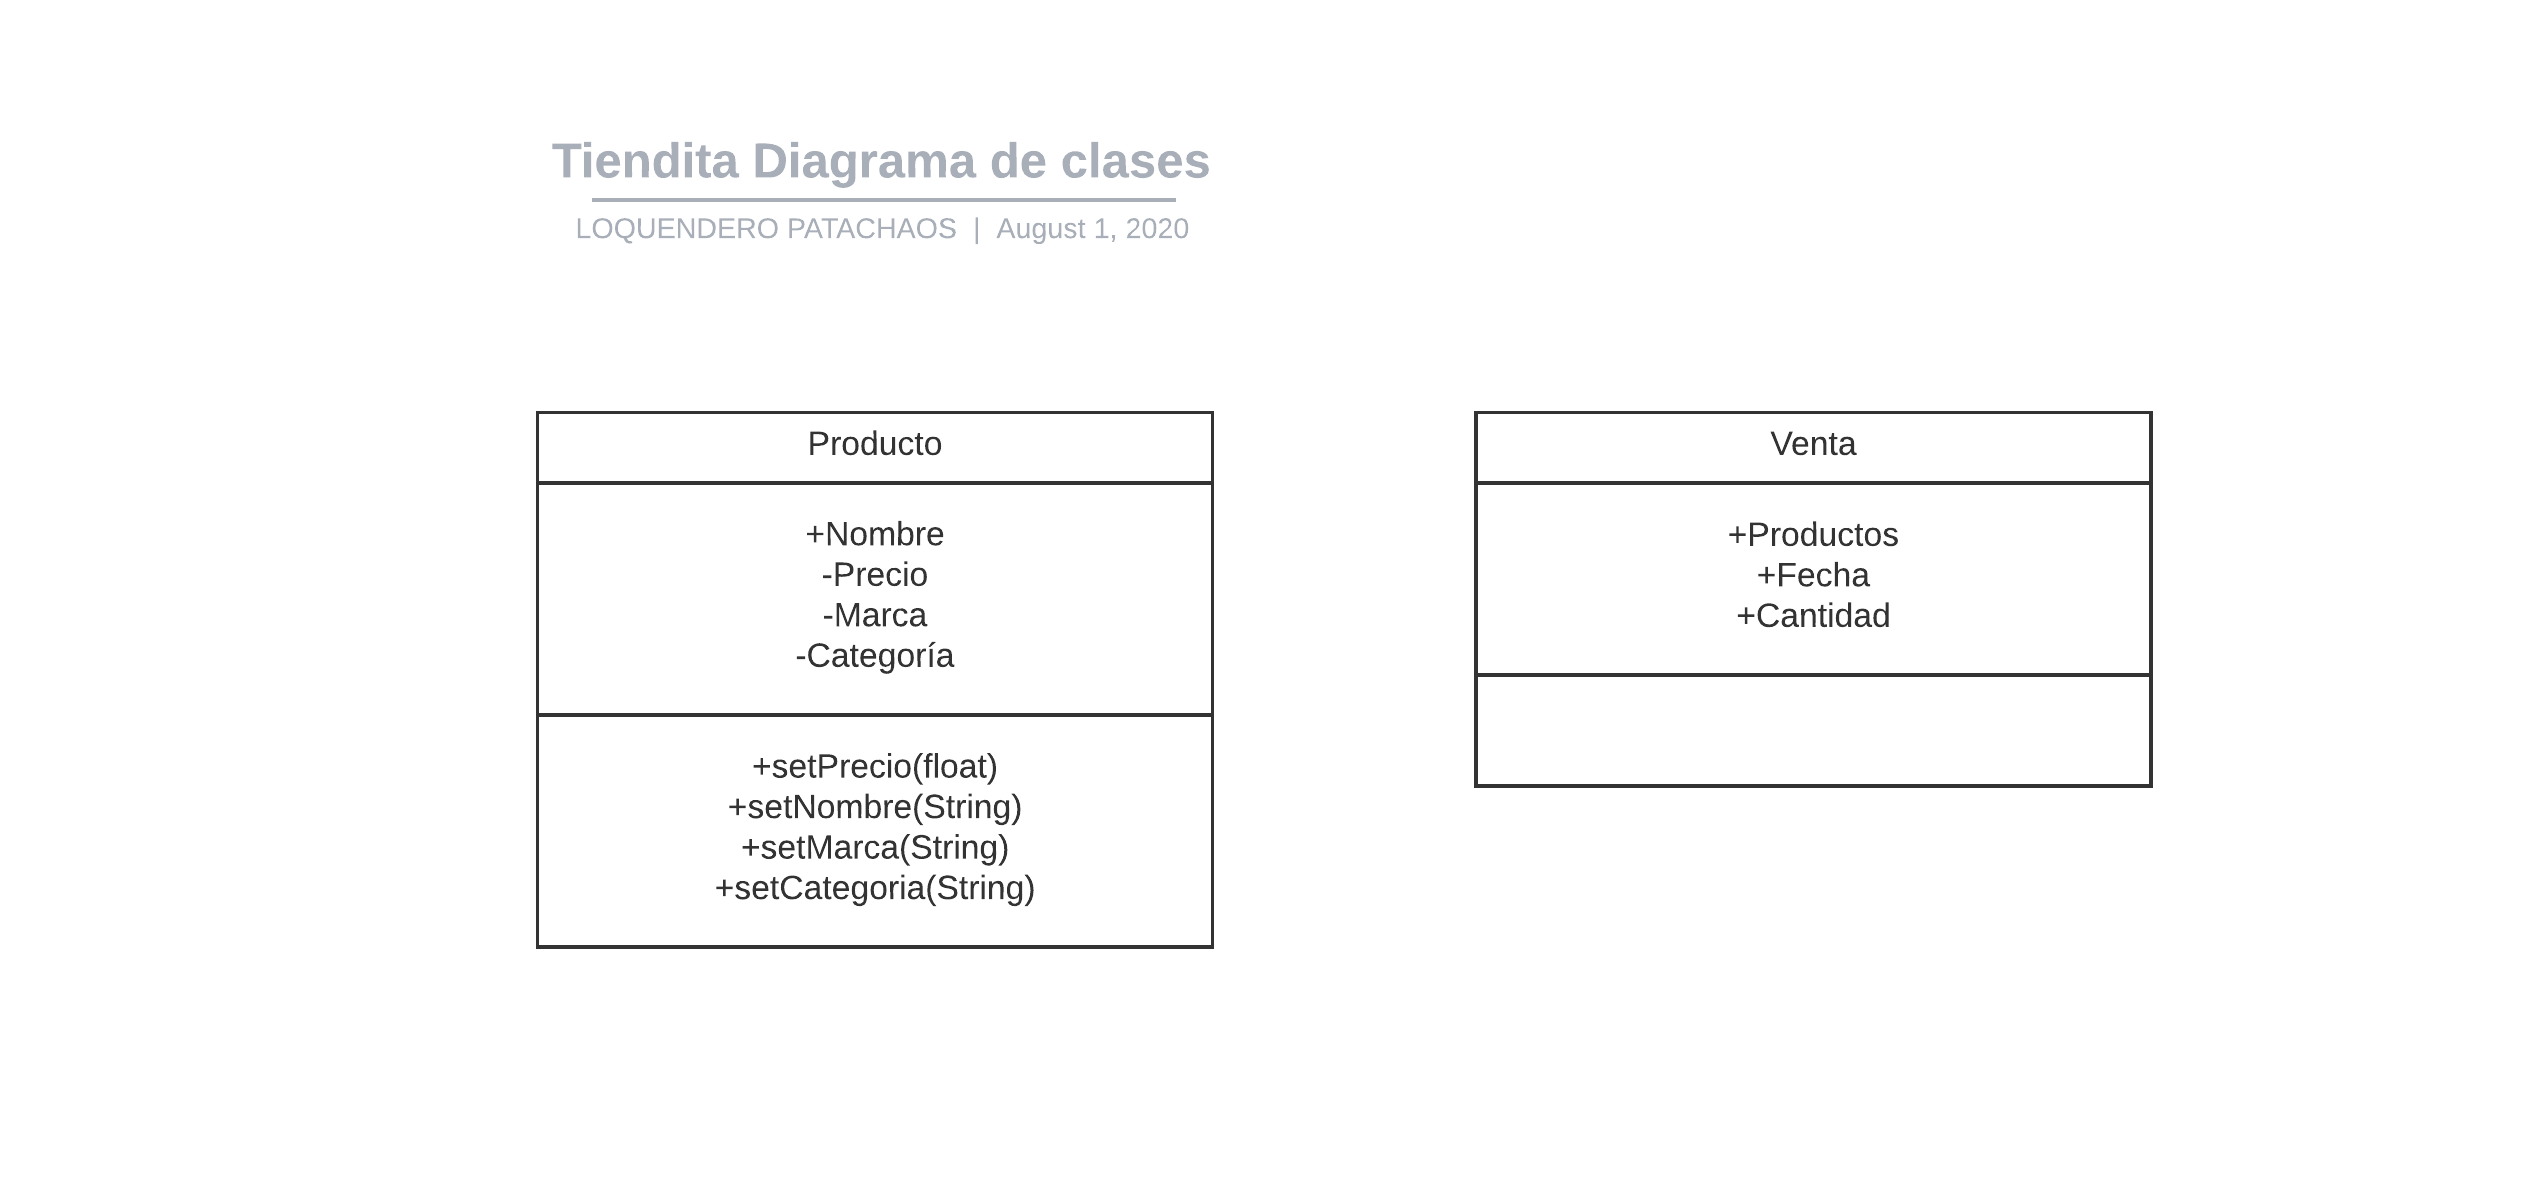 Tiendita Diagrama de clases
LOQUENDERO PATACHAOS | August 1, 2020
Producto
+Nombre
-Precio
-Marca
-Categoría
+setPrecio(float)
+setNombre(String)
+setMarca(String)
+setCategoria(String)
Venta
+Productos
+Fecha
+Cantidad